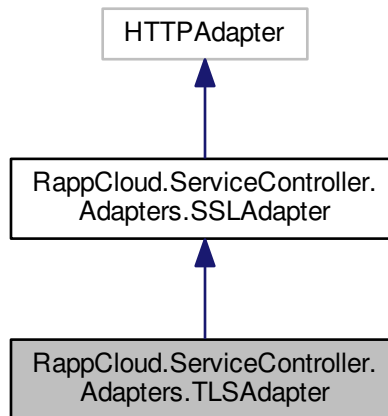 HTTPAdapter
RappCloud.ServiceController.
Adapters.SSLAdapter
RappCloud.ServiceController.
Adapters.TLSAdapter